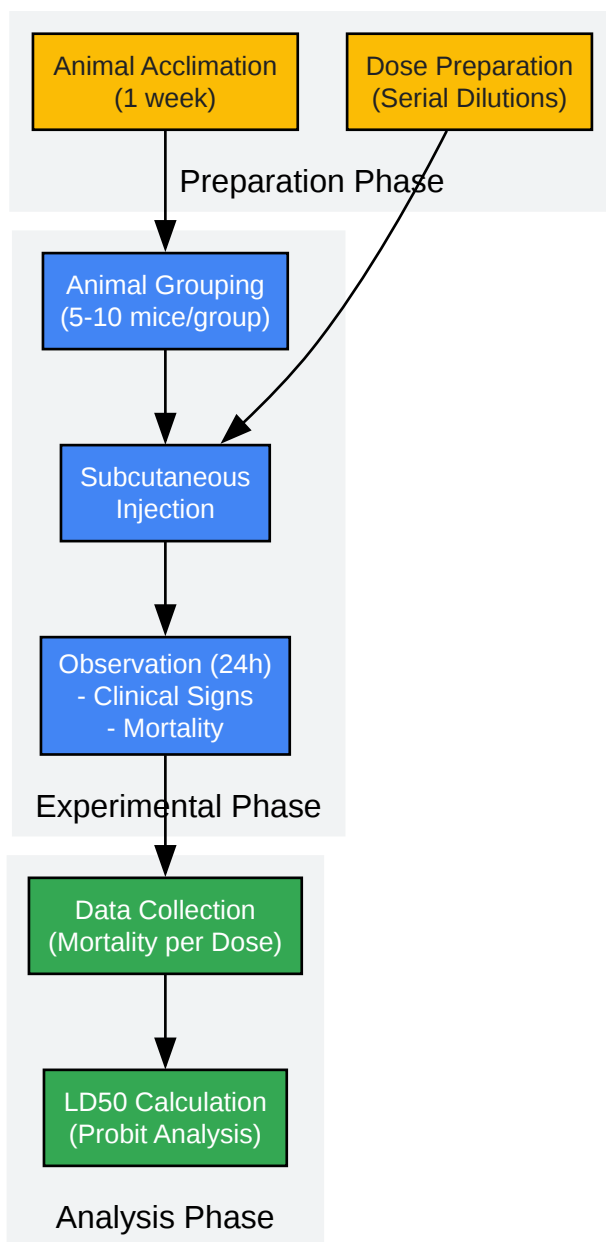 Animal Acclimation
(1 week)
Dose Preparation
(Serial Dilutions)
Preparation Phase
Animal Grouping
(5-10 mice/group)
Subcutaneous
Injection
Observation (24h)
- Clinical Signs
- Mortality
Experimental Phase
Data Collection
(Mortality per Dose)
LD50 Calculation
(Probit Analysis)
Analysis Phase